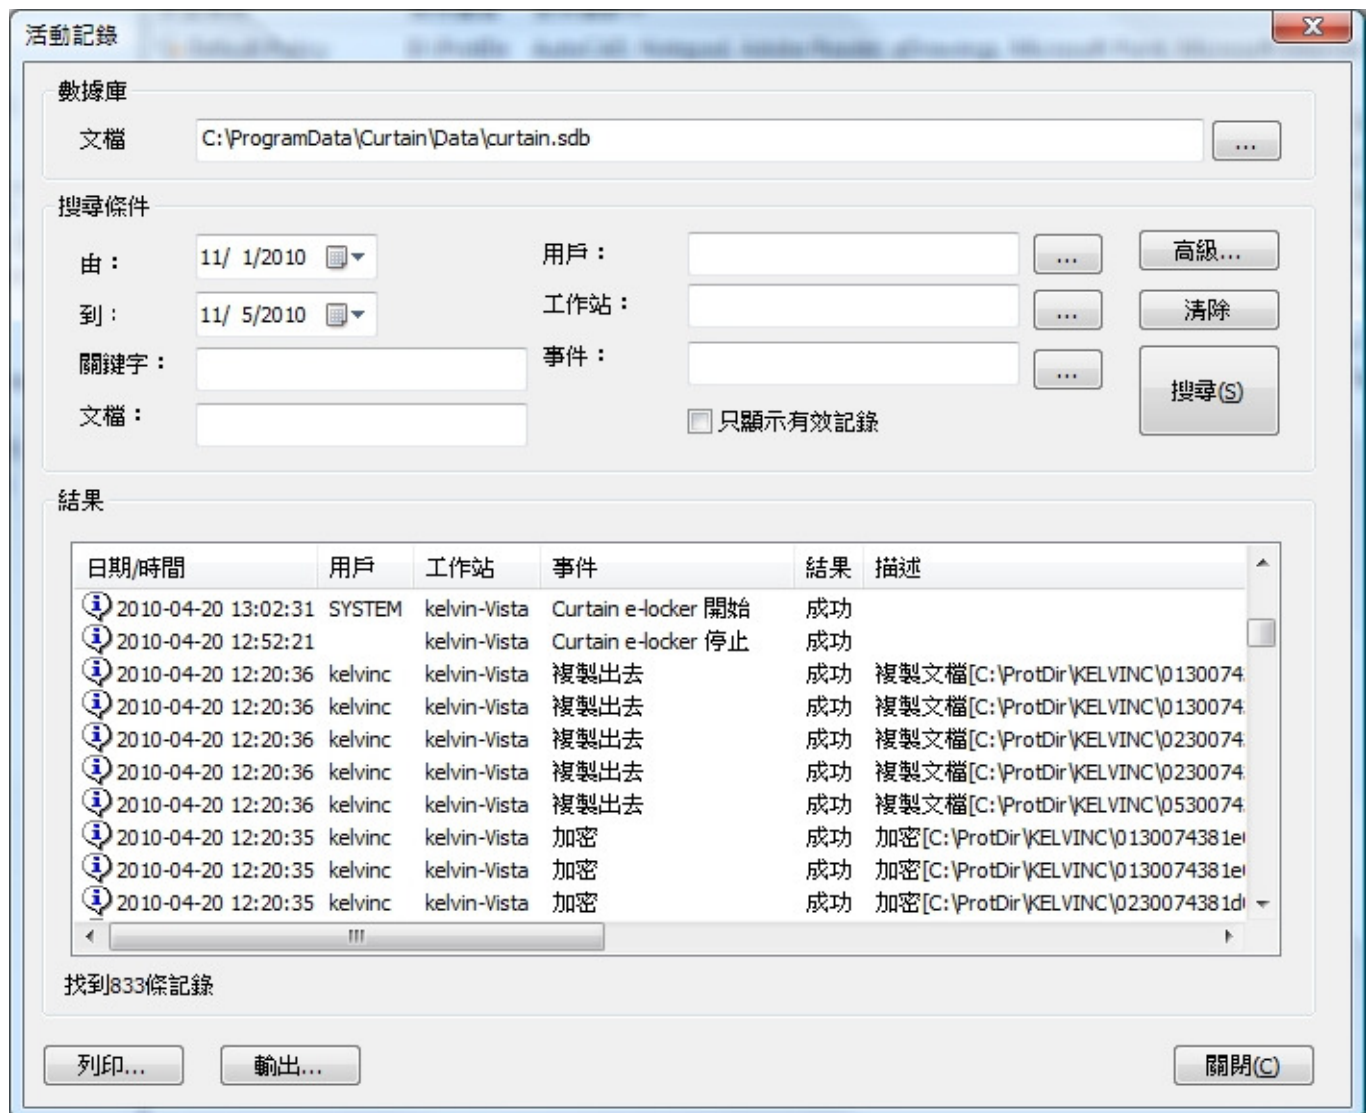 活動記錄
數據庫
文檔 C:\ProgramData\Curtain\Data\curtain.sdb ...
搜尋條件
由： 11/ 1/2010 用戶： ... 高級...
到： 11/ 5/2010 工作站： ... 清除
關鍵字： 事件： ... 搜尋(S)
文檔： 只顯示有效記錄
結果
日期/時間 用戶 工作站 事件 結果 描述
2010-04-20 13:02:31 SYSTEM kelvin-Vista Curtain e-locker 開始 成功
2010-04-20 12:52:21 kelvin-Vista Curtain e-locker 停止 成功
2010-04-20 12:20:36 kelvinc kelvin-Vista 複製出去 成功 複製文檔[C:\ProtDir\KELVINC\0130074
2010-04-20 12:20:36 kelvinc kelvin-Vista 複製出去 成功 複製文檔[C:\ProtDir\KELVINC\0130074
2010-04-20 12:20:36 kelvinc kelvin-Vista 複製出去 成功 複製文檔[C:\ProtDir\KELVINC\0230074
2010-04-20 12:20:36 kelvinc kelvin-Vista 複製出去 成功 複製文檔[C:\ProtDir\KELVINC\0230074
2010-04-20 12:20:36 kelvinc kelvin-Vista 複製出去 成功 複製文檔[C:\ProtDir\KELVINC\0530074
2010-04-20 12:20:35 kelvinc kelvin-Vista 加密 成功 加密[C:\ProtDir\KELVINC\0130074381e
2010-04-20 12:20:35 kelvinc kelvin-Vista 加密 成功 加密[C:\ProtDir\KELVINC\0130074381e
2010-04-20 12:20:35 kelvinc kelvin-Vista 加密 成功 加密[C:\ProtDir\KELVINC\0230074381d
找到833條記錄
列印... 輸出... 關閉(C)